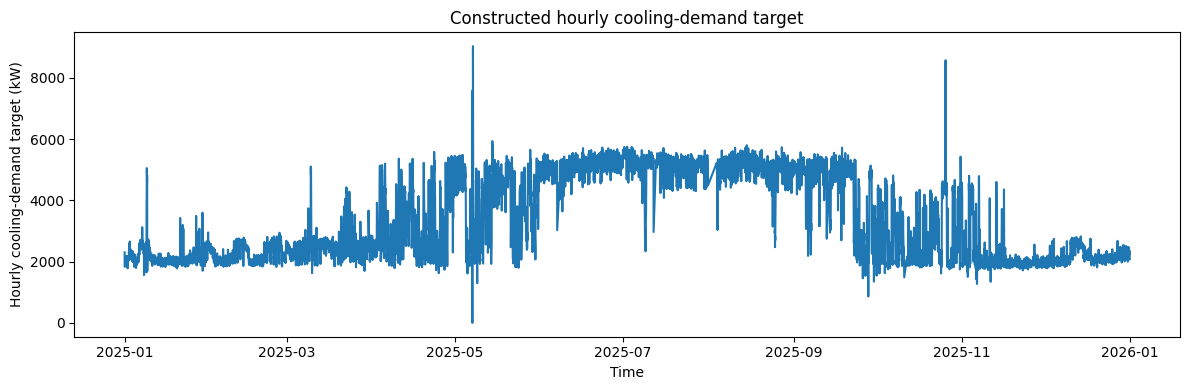 Constructed hourly cooling-demand target
Hourly cooling-demand target (kW)
8000
6000
4000
2000
0
2025-01 2025-03 2025-05 2025-07 2025-09 2025-11 2026-01
Time